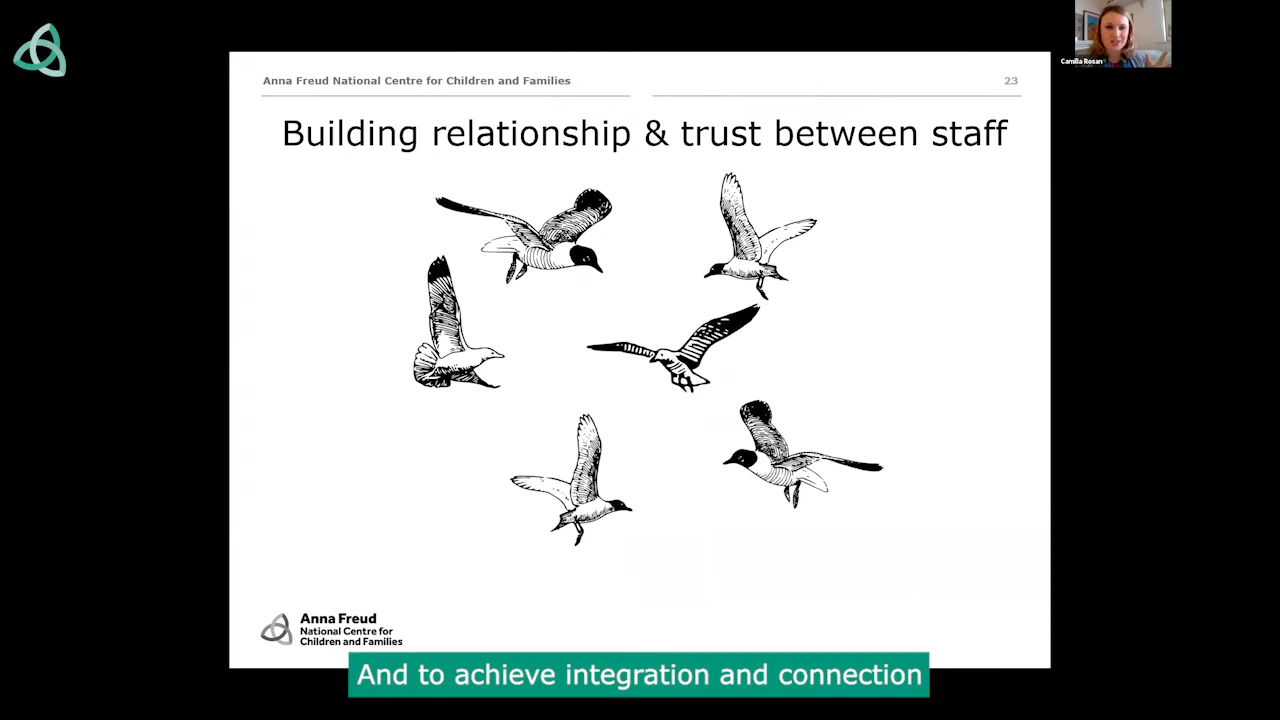 Camilla Rosan
Anna Freud National Centre for Children and Families
23
Building relationship & trust between staff
Anna Freud
National Centre for
Children and Families
And to achieve integration and connection